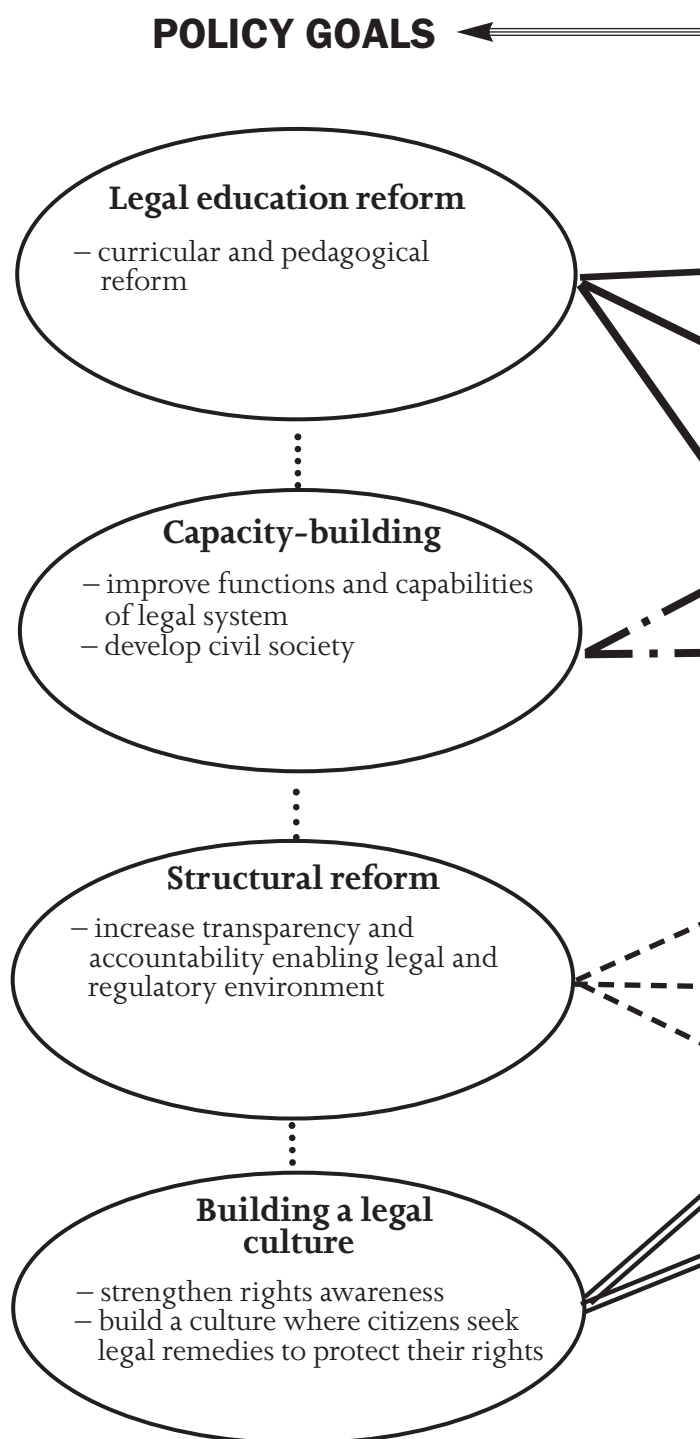 POLICY GOALS
Legal education reform
– curricular and pedagogical
reform
Capacity-building
– improve functions and capabilities
of legal system
– develop civil society
Structural reform
– increase transparency and
accountability enabling legal and
regulatory environment
Building a legal
culture
– strengthen rights awareness
– build a culture where citizens seek
legal remedies to protect their rights